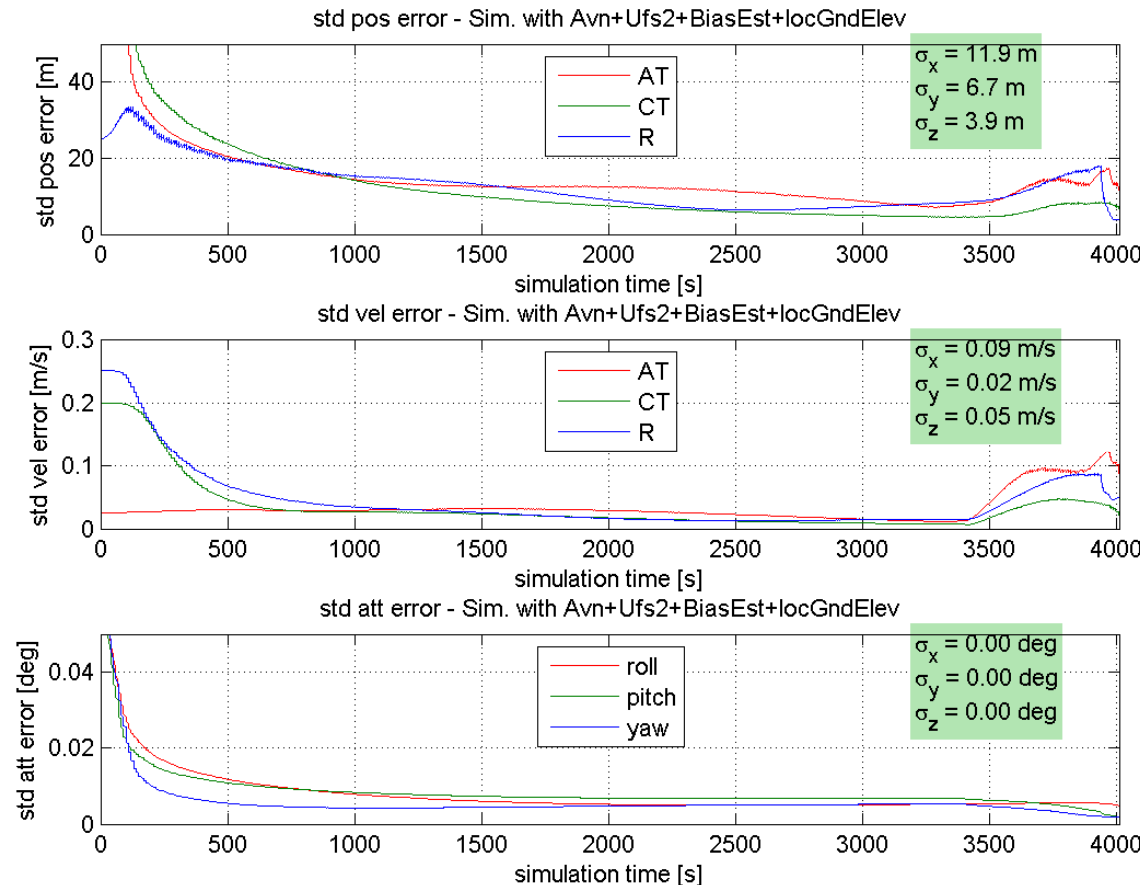 std pos error - Sim. with Avn+Ufs2+BiasEst+locGndElev
std pos error [m]
40
20
0
AT
CT
R
σx = 11.9 m
σy = 6.7 m
σz = 3.9 m
0 500 1000 1500 2000 2500 3000 3500 4000
simulation time [s]
std vel error - Sim. with Avn+Ufs2+BiasEst+locGndElev
std vel error [m/s]
0.3
0.2
0.1
0
AT
CT
R
σx = 0.09 m/s
σy = 0.02 m/s
σz = 0.05 m/s
0 500 1000 1500 2000 2500 3000 3500 4000
simulation time [s]
std att error - Sim. with Avn+Ufs2+BiasEst+locGndElev
std att error [deg]
0.04
0.02
0
roll
pitch
yaw
σx = 0.00 deg
σy = 0.00 deg
σz = 0.00 deg
0 500 1000 1500 2000 2500 3000 3500 4000
simulation time [s]